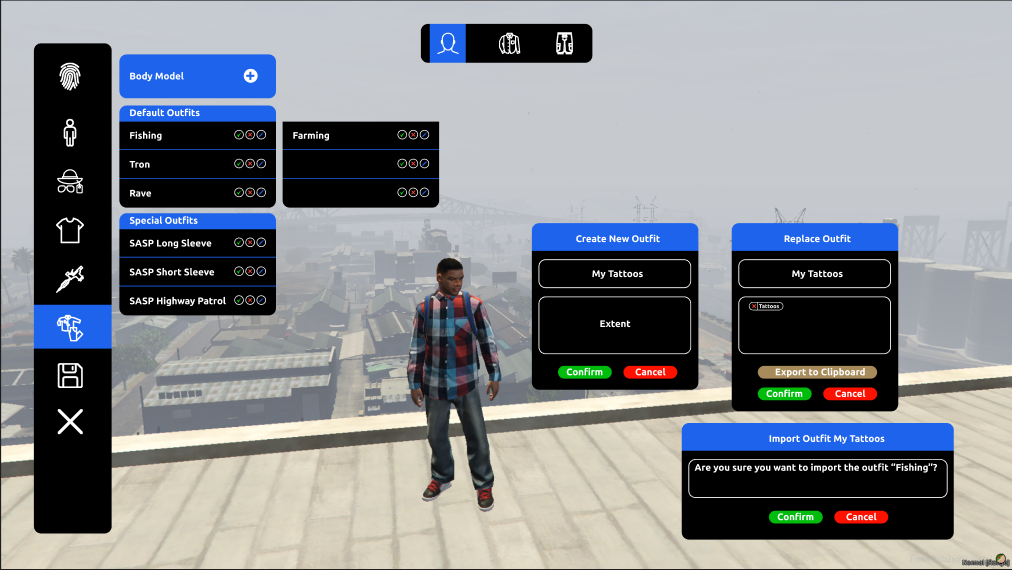 Body Model
Default Outfits
Fishing
Farming
Tron
Rave
Special Outfits
SASP Long Sleeve
SASP Short Sleeve
SASP Highway Patrol
Create New Outfit
My Tattoos
Extent
Confirm Cancel
Replace Outfit
My Tattoos
Tattoos
Export to Clipboard
Confirm Cancel
Import Outfit My Tattoos
Are you sure you want to import the outfit “Fishing”?
Confirm Cancel